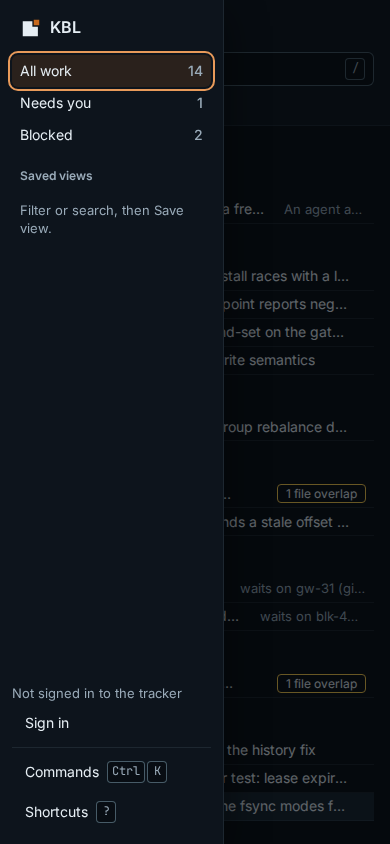 KBL
All work 14
Needs you 1
Blocked 2
Saved views
Filter or search, then Save
view.
/
a fre... An agent a...
stall races with a l...
point reports neg...
nd-set on the gat...
rite semantics
roup rebalance d...
... 1 file overlap
nds a stale offset ...
waits on gw-31 (gi...
d... waits on blk-4...
... 1 file overlap
the history fix
r test: lease expir...
he fsync modes f...
Not signed in to the tracker
Sign in
Commands Ctrl K
Shortcuts ?